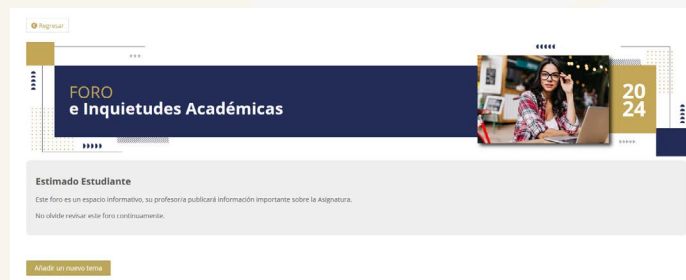 Regresar
FORO
e Inquietudes Académicas
20
24
Estimado Estudiante
Este foro es un espacio informativo, su profesor/a publicará información importante sobre la Asignatura.
No olvide revisar este foro continuamente.
Añadir un nuevo tema